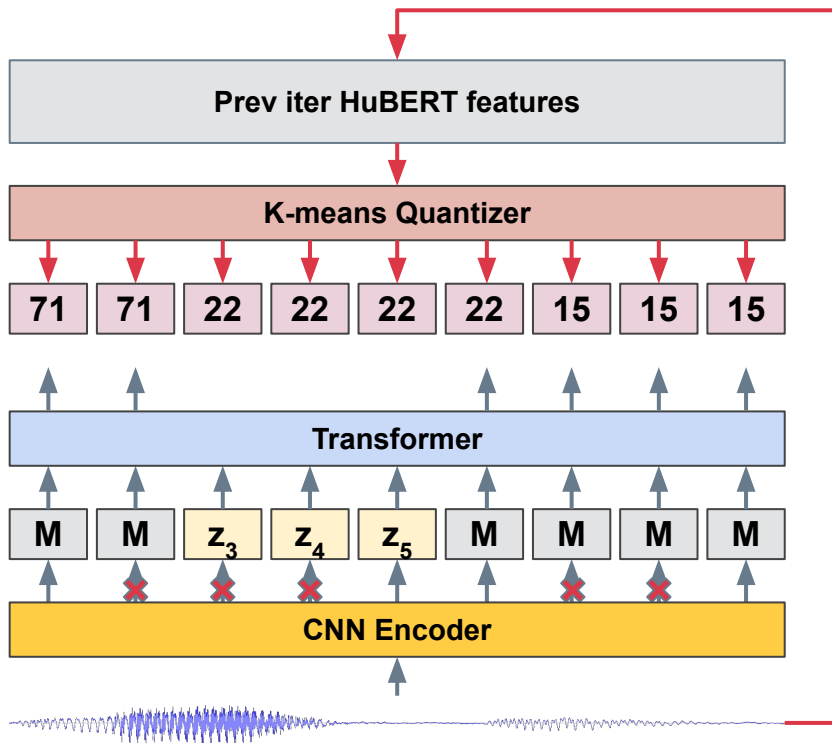 Prev iter HuBERT features
K-means Quantizer
71 71 22 22 22 22 15 15 15
Transformer
M M z₃ z₄ z₅ M M M M
CNN Encoder